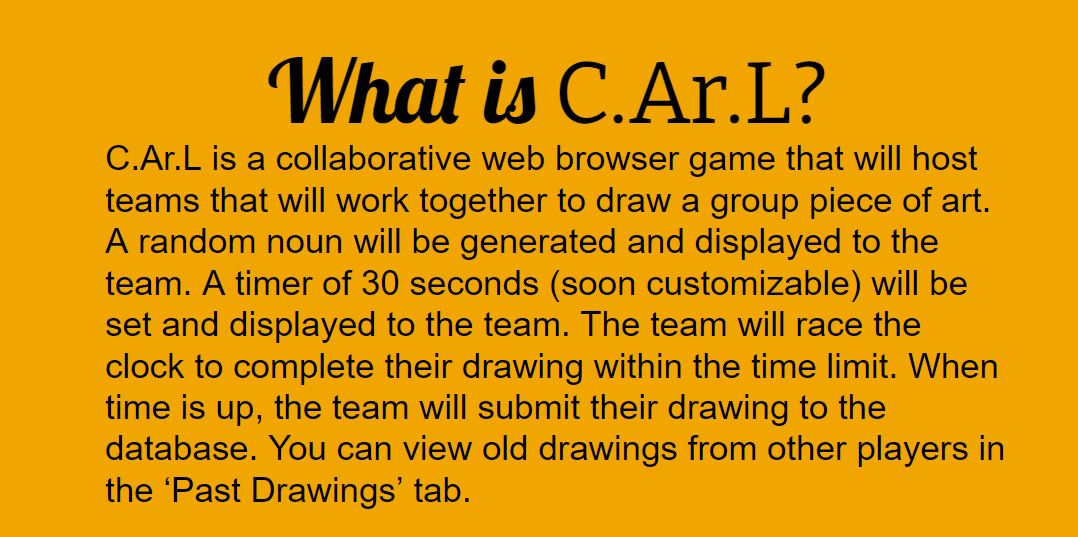 What is C.Ar.L?
C.Ar.L is a collaborative web browser game that will host
teams that will work together to draw a group piece of art.
A random noun will be generated and displayed to the
team. A timer of 30 seconds (soon customizable) will be
set and displayed to the team. The team will race the
clock to complete their drawing within the time limit. When
time is up, the team will submit their drawing to the
database. You can view old drawings from other players in
the ‘Past Drawings’ tab.